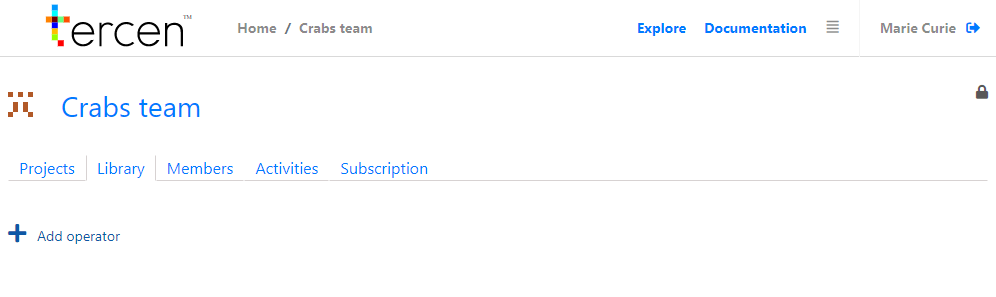 tercen™ Home / Crabs team Explore Documentation Marie Curie
Crabs team
Projects Library Members Activities Subscription
Add operator